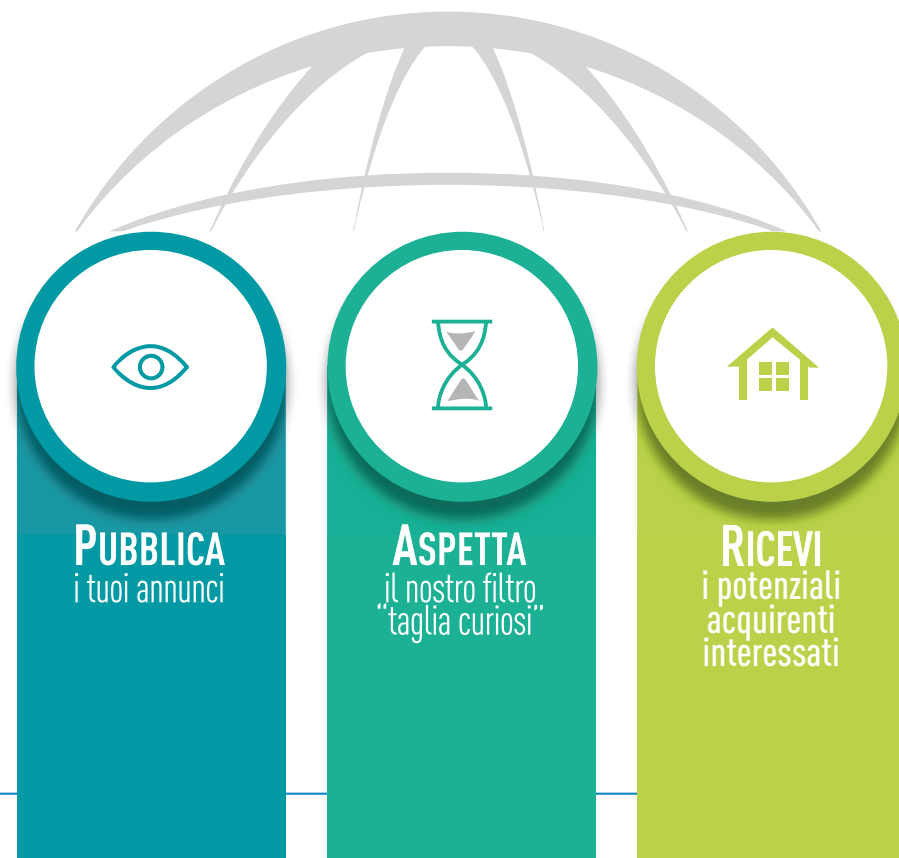 PUBBLICA
i tuoi annunci
ASPETTA
il nostro filtro
“taglia curiosi”
RICEVI
i potenziali
acquirenti
interessati